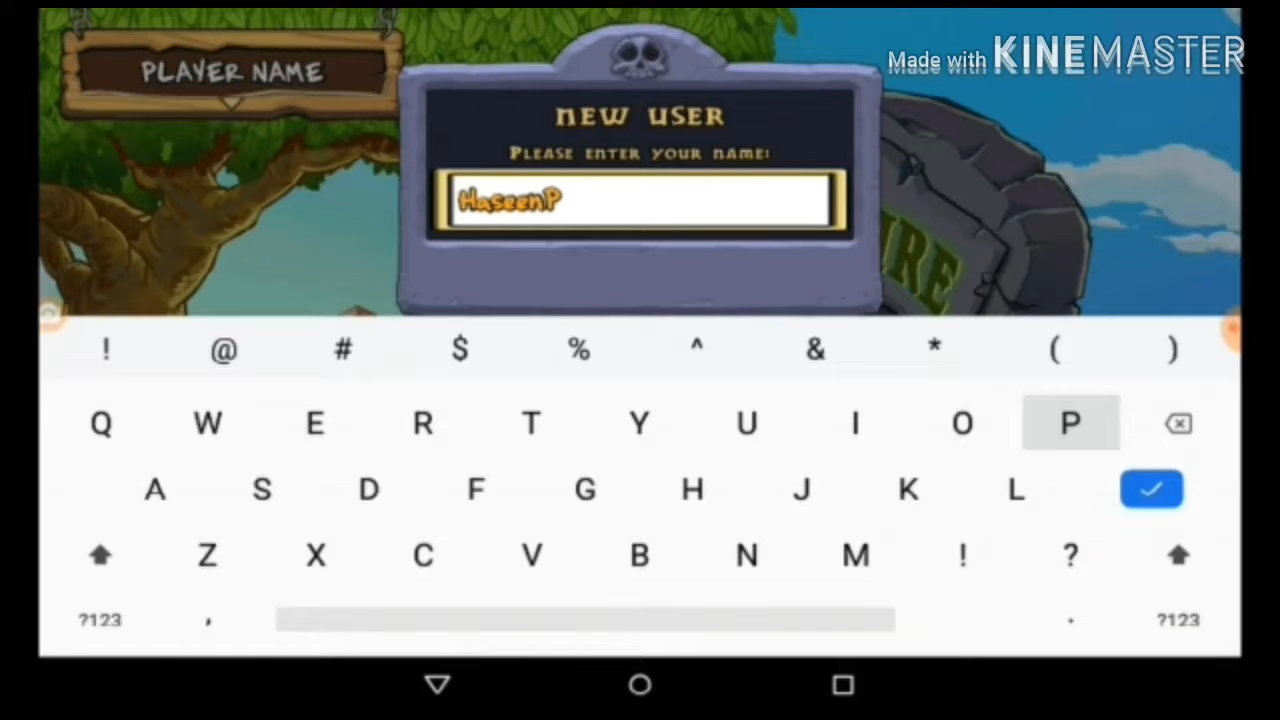 PLAYER NAME
Made with KINEMASTER
NEW USER
PLEASE ENTER YOUR NAME:
HaseenP
! @ # $ % ^ & * ( )
Q W E R T Y U I O P
A S D F G H J K L
Z X C V B N M ! ?
?123 , . ?123